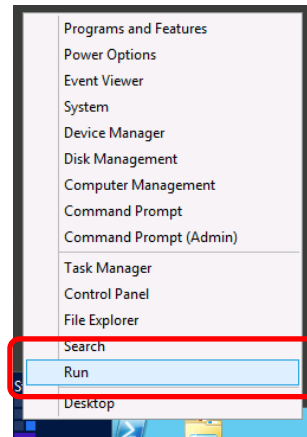 Programs and Features
Power Options
Event Viewer
System
Device Manager
Disk Management
Computer Management
Command Prompt
Command Prompt (Admin)
Task Manager
Control Panel
File Explorer
Search
Run
Desktop